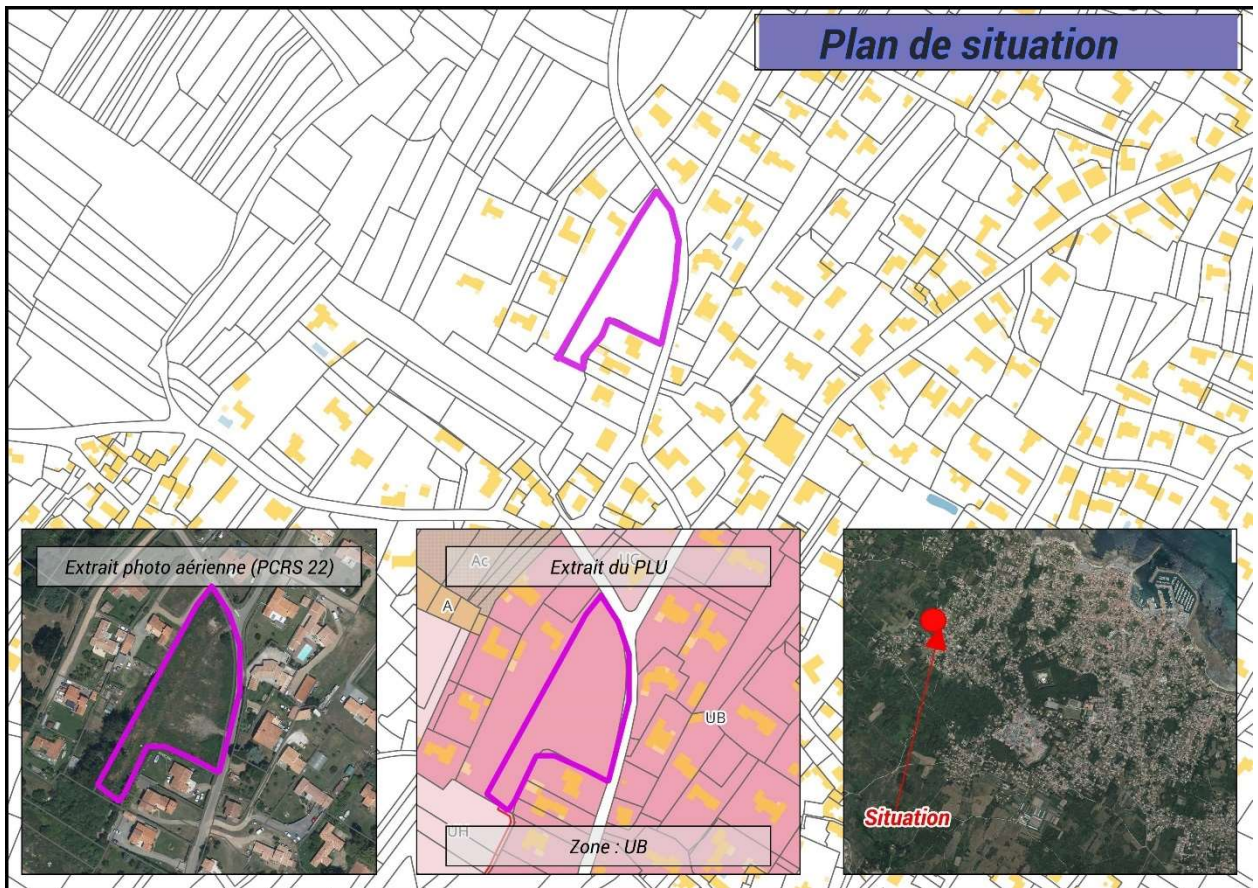 Plan de situation
Extrait photo aérienne (PCRS 22)
Extrait du PLU
Ac
UC
A
UB
UH
Zone : UB
Situation